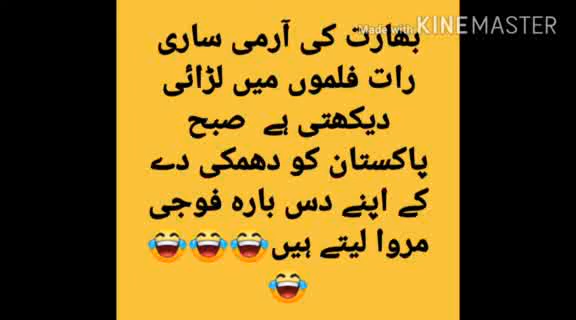 Made with KINEMASTER
بھارت کی آرمی ساری
رات فلموں میں لڑائی
دیکھتی ہے صبح
پاکستان کو دھمکی دے
کے اپنے دس بارہ فوجی
مروا لیتے ہیں😂😂😂
😂